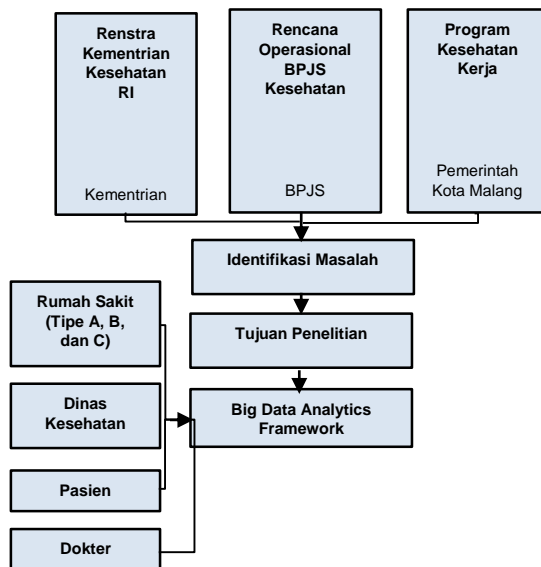 Renstra
Kementrian
Kesehatan
RI
Kementrian
Rencana
Operasional
BPJS
Kesehatan
BPJS
Program
Kesehatan
Kerja
Pemerintah
Kota Malang
Identifikasi Masalah
Rumah Sakit
(Tipe A, B,
dan C)
Tujuan Penelitian
Dinas
Kesehatan
Big Data Analytics
Framework
Pasien
Dokter